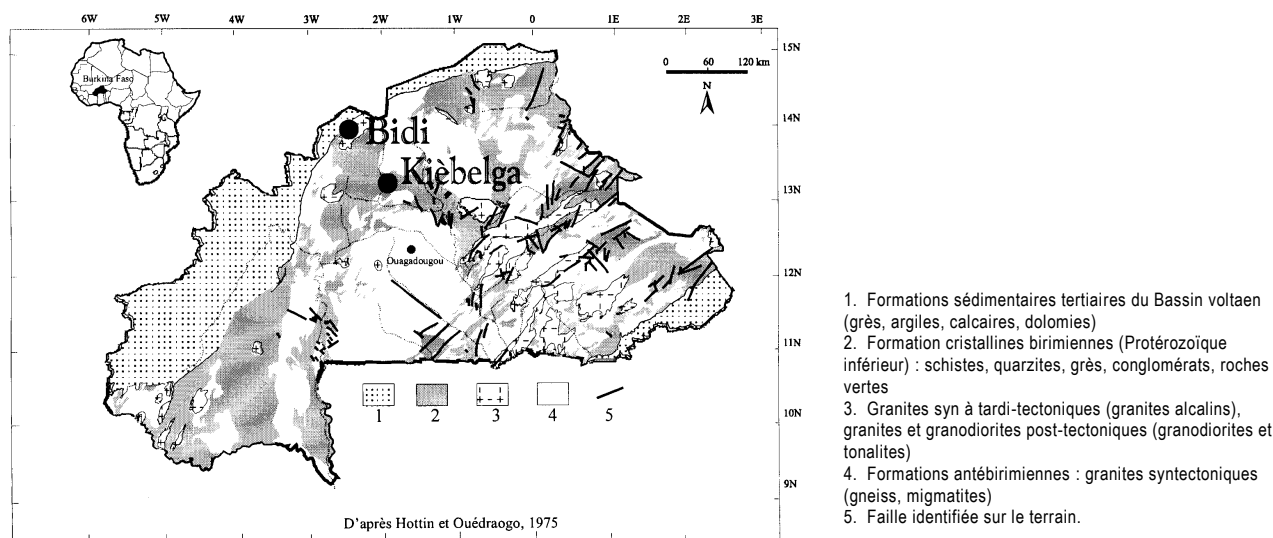 6W 5W 4W 3W 2W 1W 0 1E 2E 3E
15N
0 60 120 km
Burkina Faso
N
14N
Bidi
Kièbelga
13N
Ouagadougou
12N
11N
1 2 3 4 5
10N
9N
D'après Hottin et Ouédraogo, 1975
1. Formations sédimentaires tertiaires du Bassin voltaen
(grès, argiles, calcaires, dolomies)
2. Formation cristallines birimiennes (Protérozoïque
inférieur) : schistes, quarzites, grès, conglomérats, roches
vertes
3. Granites syn à tardi-tectoniques (granites alcalins),
granites et granodiorites post-tectoniques (granodiorites et
tonalites)
4. Formations antébirimiennes : granites syntectoniques
(gneiss, migmatites)
5. Faille identifiée sur le terrain.